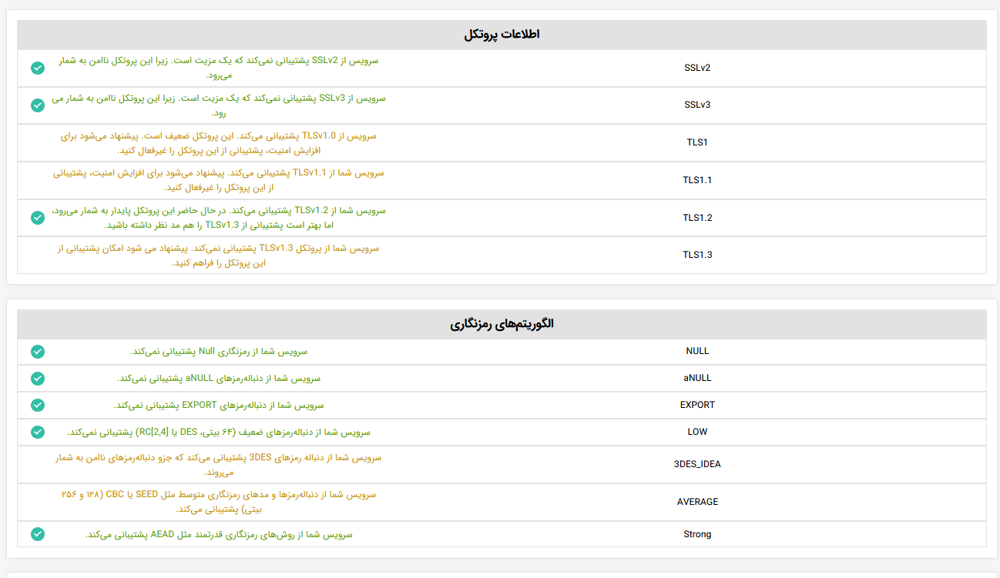 اطلاعات پروتکل
SSLv2
سرویس از SSLv2 پشتیبانی نمی‌کند که یک مزیت است. زیرا این پروتکل ناامن به شمار
می‌رود.
SSLv3
سرویس از SSLv3 پشتیبانی نمی‌کند که یک مزیت است. زیرا این پروتکل ناامن به شمار می
رود.
TLS1
سرویس از TLSv1.0 پشتیبانی می‌کند. این پروتکل ضعیف است. پیشنهاد می‌شود برای
افزایش امنیت، پشتیبانی از این پروتکل را غیرفعال کنید.
TLS1.1
سرویس شما از TLSv1.1 پشتیبانی می‌کند. پیشنهاد می‌شود برای افزایش امنیت، پشتیبانی
از این پروتکل را غیرفعال کنید.
TLS1.2
سرویس شما از TLSv1.2 پشتیبانی می‌کند. در حال حاضر این پروتکل پایدار به شمار می‌رود،
اما بهتر است پشتیبانی از TLSv1.3 را هم مد نظر داشته باشید.
TLS1.3
سرویس شما از پروتکل TLSv1.3 پشتیبانی نمی‌کند. پیشنهاد می شود امکان پشتیبانی از
این پروتکل را فراهم کنید.
الگوریتم‌های رمزنگاری
NULL
سرویس شما از رمزنگاری Null پشتیبانی نمی‌کند.
aNULL
سرویس شما از دنباله‌رمزهای aNULL پشتیبانی نمی‌کند.
EXPORT
سرویس شما از دنباله‌رمزهای EXPORT پشتیبانی نمی‌کند.
LOW
سرویس شما از دنباله‌رمزهای ضعیف (۶۴ بیتی، DES یا RC[2,4]) پشتیبانی نمی‌کند.
3DES_IDEA
سرویس شما از دنباله رمزهای 3DES پشتیبانی می‌کند که جزو دنباله‌رمزهای ناامن به شمار
می‌روند.
AVERAGE
سرویس شما از دنباله‌رمزها و مدهای رمزنگاری متوسط مثل SEED یا CBC (۱۲۸ و ۲۵۶
بیتی) پشتیبانی می‌کند.
Strong
سرویس شما از روش‌های رمزنگاری قدرتمند مثل AEAD پشتیبانی می‌کند.